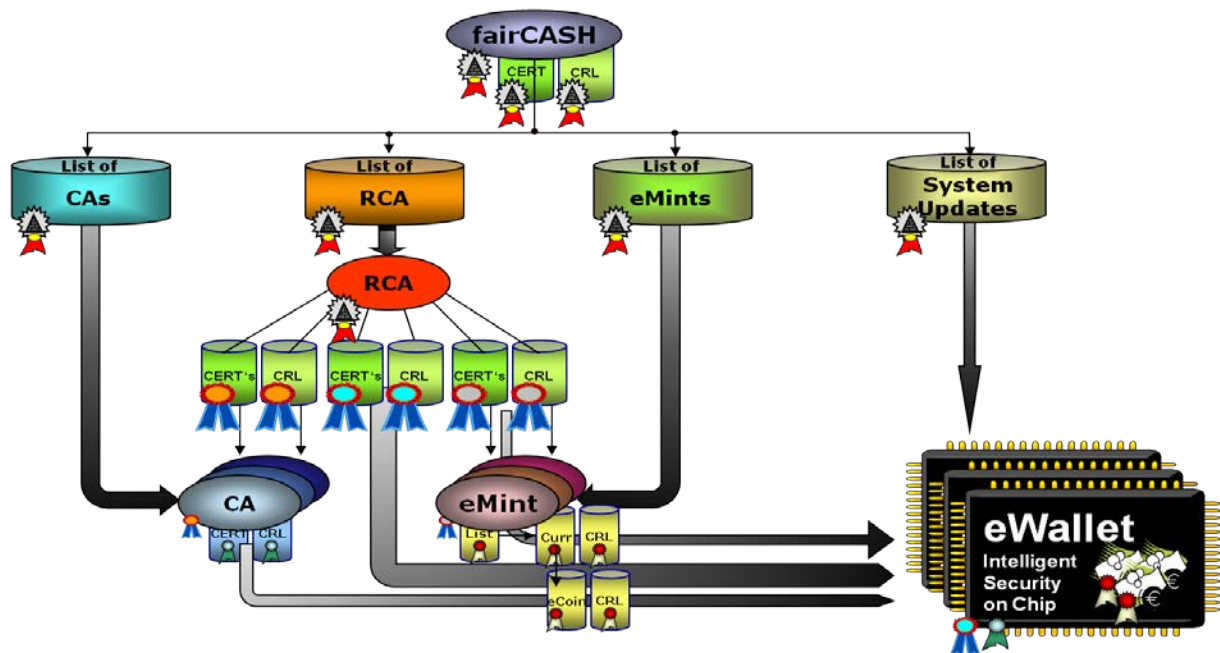 fairCASH
CERT
CRL
List of
CAs
List of
RCA
List of
eMints
List of
System
Updates
RCA
CERT's
CRL
CERT's
CRL
CERT's
CRL
CA
CERT
CRL
eMint
List
Curr
CRL
eCoin
CRL
eWallet
Intelligent
Security
on Chip
€
€